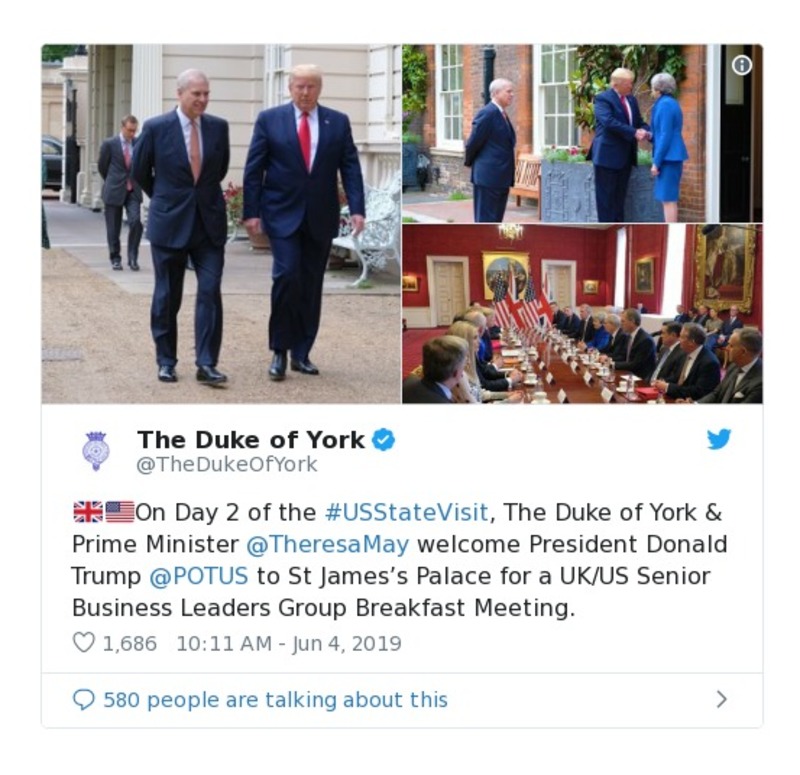 The Duke of York
@TheDukeOfYork
🇬🇧🇺🇸On Day 2 of the #USStateVisit, The Duke of York &
Prime Minister @TheresaMay welcome President Donald
Trump @POTUS to St James’s Palace for a UK/US Senior
Business Leaders Group Breakfast Meeting.
1,686 10:11 AM - Jun 4, 2019
580 people are talking about this